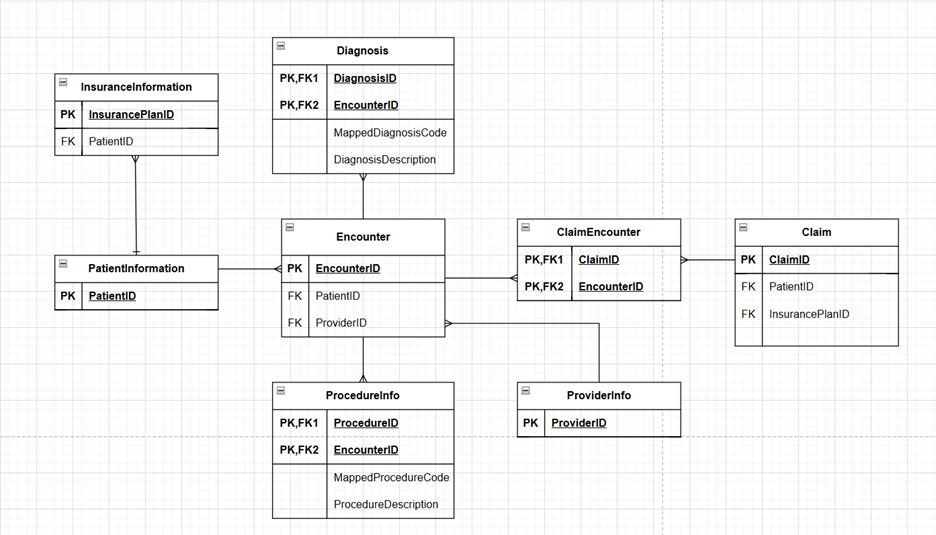 Diagnosis
PK,FK1 DiagnosisID
PK,FK2 EncounterID
MappedDiagnosisCode
DiagnosisDescription
InsuranceInformation
PK InsurancePlanID
FK PatientID
Encounter
PK EncounterID
FK PatientID
FK ProviderID
ClaimEncounter
PK,FK1 ClaimID
PK,FK2 EncounterID
Claim
PK ClaimID
FK PatientID
FK InsurancePlanID
PatientInformation
PK PatientID
ProcedureInfo
PK,FK1 ProcedureID
PK,FK2 EncounterID
MappedProcedureCode
ProcedureDescription
ProviderInfo
PK ProviderID